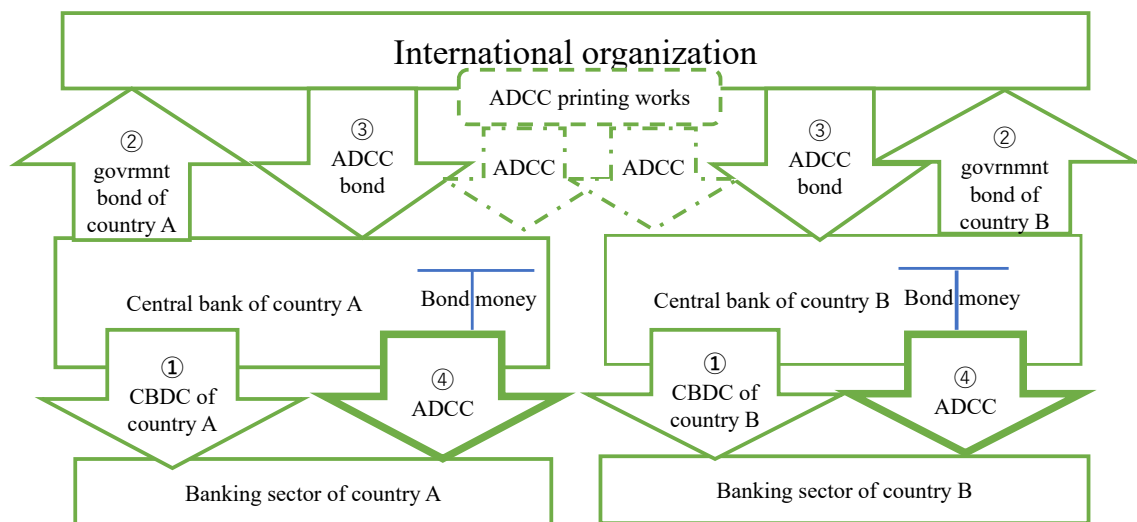 International organization
ADCC printing works
②
govrmnt
bond of
country A
③
ADCC
bond
ADCC
ADCC
③
ADCC
bond
②
govrnmnt
bond of
country B
Central bank of country A
Bond money
Central bank of country B
Bond money
①
CBDC of
country A
④
ADCC
①
CBDC of
country B
④
ADCC
Banking sector of country A
Banking sector of country B